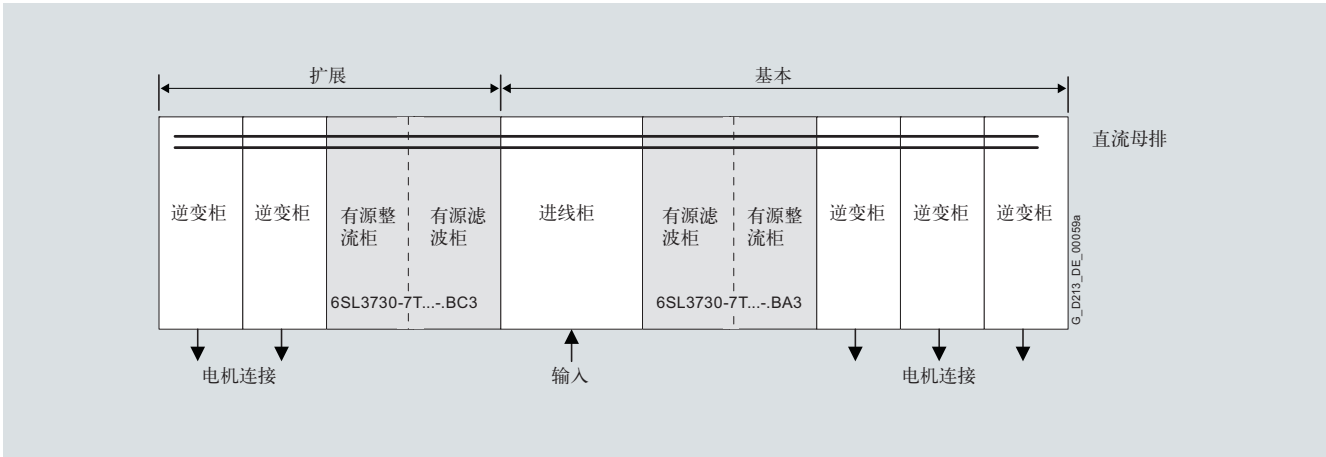 扩展
基本
直流母排
逆变柜
逆变柜
有源整
流柜
有源滤
波柜
进线柜
有源滤
波柜
有源整
流柜
逆变柜
逆变柜
逆变柜
6SL3730-7T...-.BC3
6SL3730-7T...-.BA3
G_D213_DE_00059a
电机连接
输入
电机连接